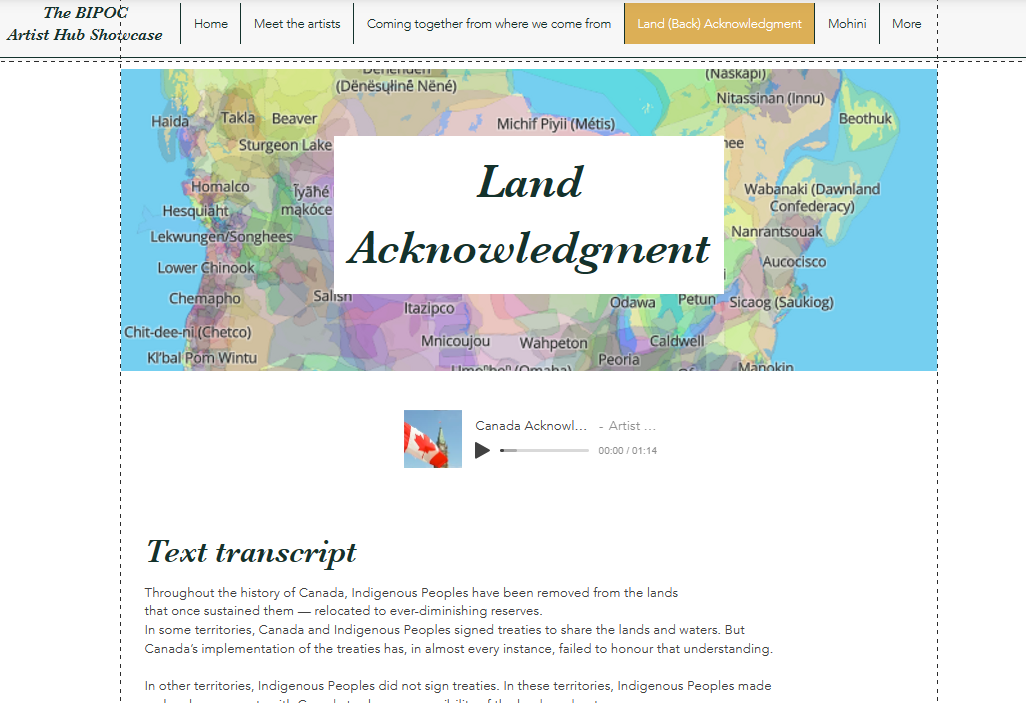 The BIPOC
Artist Hub Showcase
Home
Meet the artists
Coming together from where we come from
Land (Back) Acknowledgment
Mohini
More
(Dënësųłıné Nëné)
(Naskapi)
Nitassinan (Innu)
Haida
Takla
Beaver
Michif Piyii (Métis)
Beothuk
Sturgeon Lake
Homalco
Îyãħé
mąkóce
Hesquiaht
Wabanaki (Dawnland
Confederacy)
Lekwungen/Songhees
Nanrantsouak
Lower Chinook
Aucocisco
Chemapho
Salish
Itazipco
Odawa
Petun
Sicaog (Saukiog)
Chit-dee-ni (Chetco)
Mnicoujou
Wahpeton
Caldwell
Kl'bal Pom Wintu
Peoria
Manokin
Land
Acknowledgment
Canada Acknowl... - Artist ...
00:00 / 01:14
Text transcript
Throughout the history of Canada, Indigenous Peoples have been removed from the lands
that once sustained them — relocated to ever-diminishing reserves.
In some territories, Canada and Indigenous Peoples signed treaties to share the lands and waters. But
Canada's implementation of the treaties has, in almost every instance, failed to honour that understanding.
In other territories, Indigenous Peoples did not sign treaties. In these territories, Indigenous Peoples made